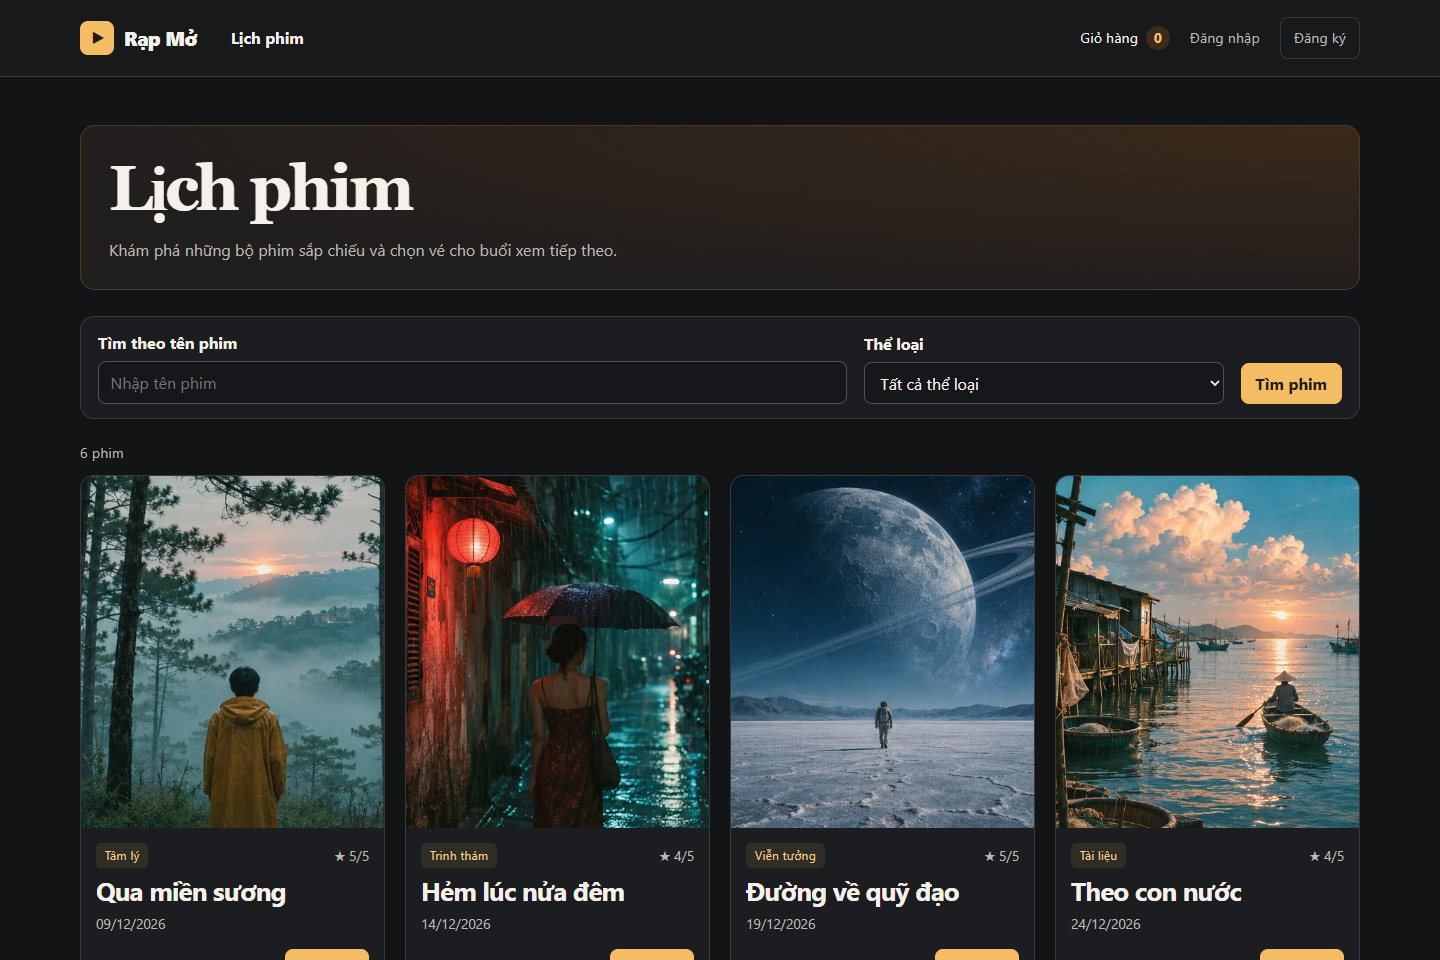 Rạp Mở
Lịch phim
Giỏ hàng 0
Đăng nhập
Đăng ký
Lịch phim
Khám phá những bộ phim sắp chiếu và chọn vé cho buổi xem tiếp theo.
Tìm theo tên phim
Thể loại
Nhập tên phim
Tất cả thể loại
Tìm phim
6 phim
Tâm lý
★ 5/5
Qua miền sương
09/12/2026
Trinh thám
★ 4/5
Hẻm lúc nửa đêm
14/12/2026
Viễn tưởng
★ 5/5
Đường về quỹ đạo
19/12/2026
Tài liệu
★ 4/5
Theo con nước
24/12/2026